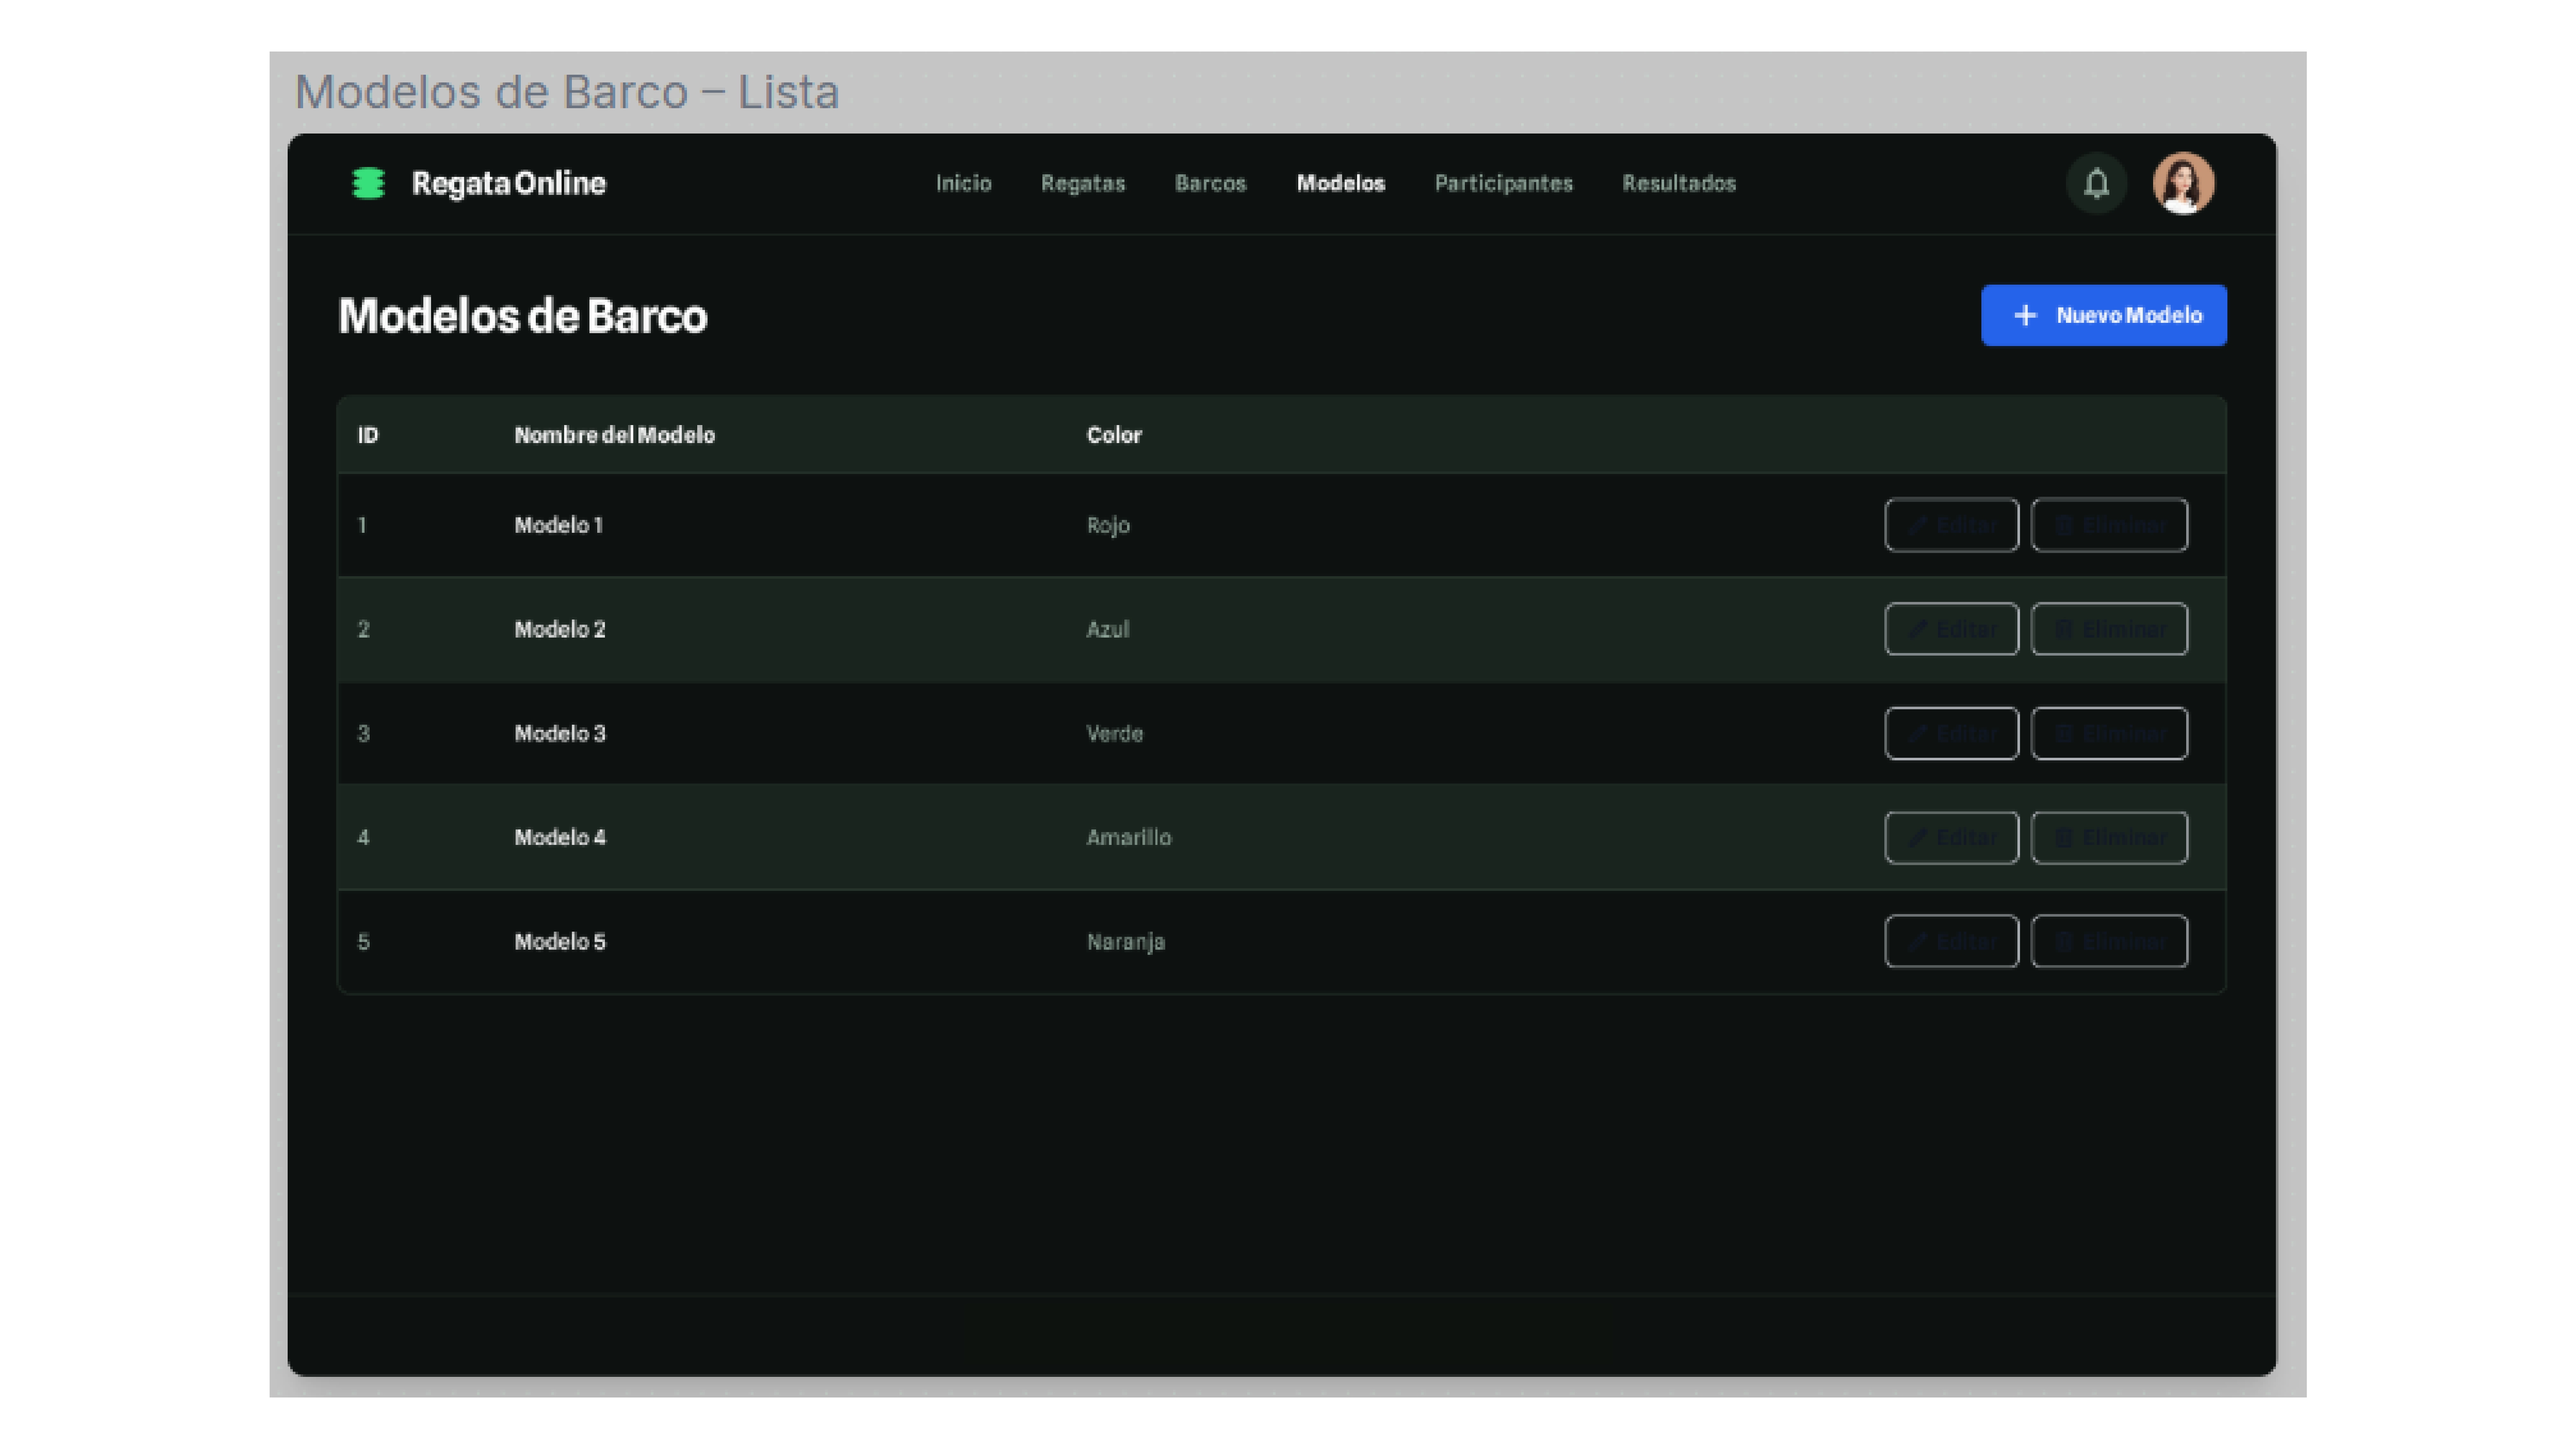 Modelos de Barco – Lista
Regata Online
Inicio Regatas Barcos Modelos Participantes Resultados
Modelos de Barco
+ Nuevo Modelo
ID Nombre del Modelo Color
1 Modelo 1 Rojo Editar Eliminar
2 Modelo 2 Azul Editar Eliminar
3 Modelo 3 Verde Editar Eliminar
4 Modelo 4 Amarillo Editar Eliminar
5 Modelo 5 Naranja Editar Eliminar